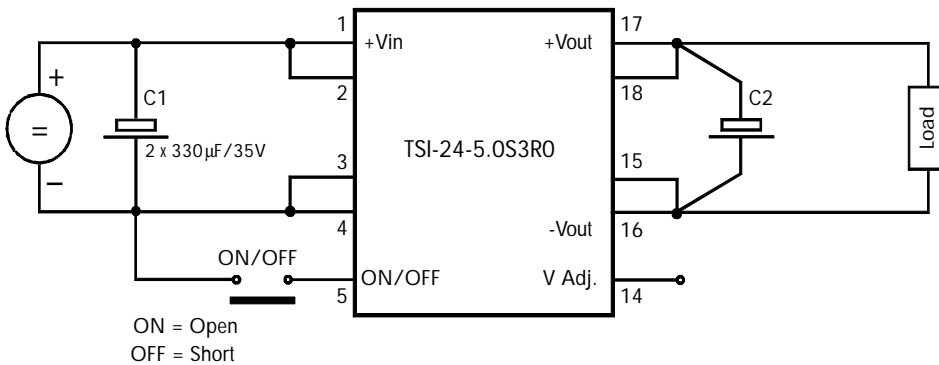 1
17
+Vin
+Vout
+
2
18
C1
C2
=
2 x 330µF/35V
TSI-24-5.0S3R0
Load
3
15
–
4
16
-Vout
ON/OFF
ON/OFF
V Adj.
5
14
ON = Open
OFF = Short